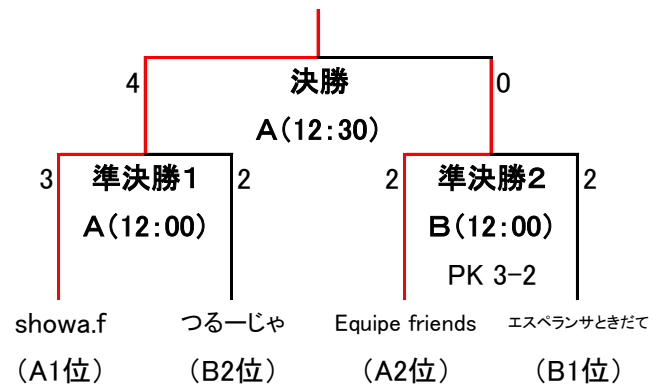 4 決勝 0
A(12:30)
3 準決勝1 2 2 準決勝2 2
A(12:00) B(12:00)
PK 3-2
showa.f つるーじゃ Equipe friends エスペランサときだて
(A1位) (B2位) (A2位) (B1位)